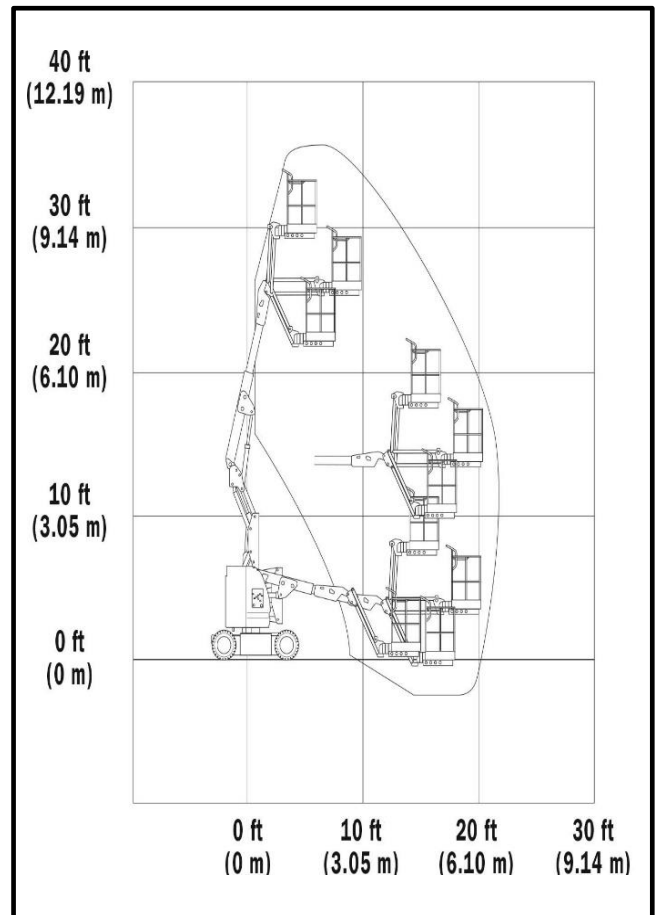 40 ft
(12.19 m)
30 ft
(9.14 m)
20 ft
(6.10 m)
10 ft
(3.05 m)
0 ft
(0 m)
0 ft
(0 m)
10 ft
(3.05 m)
20 ft
(6.10 m)
30 ft
(9.14 m)